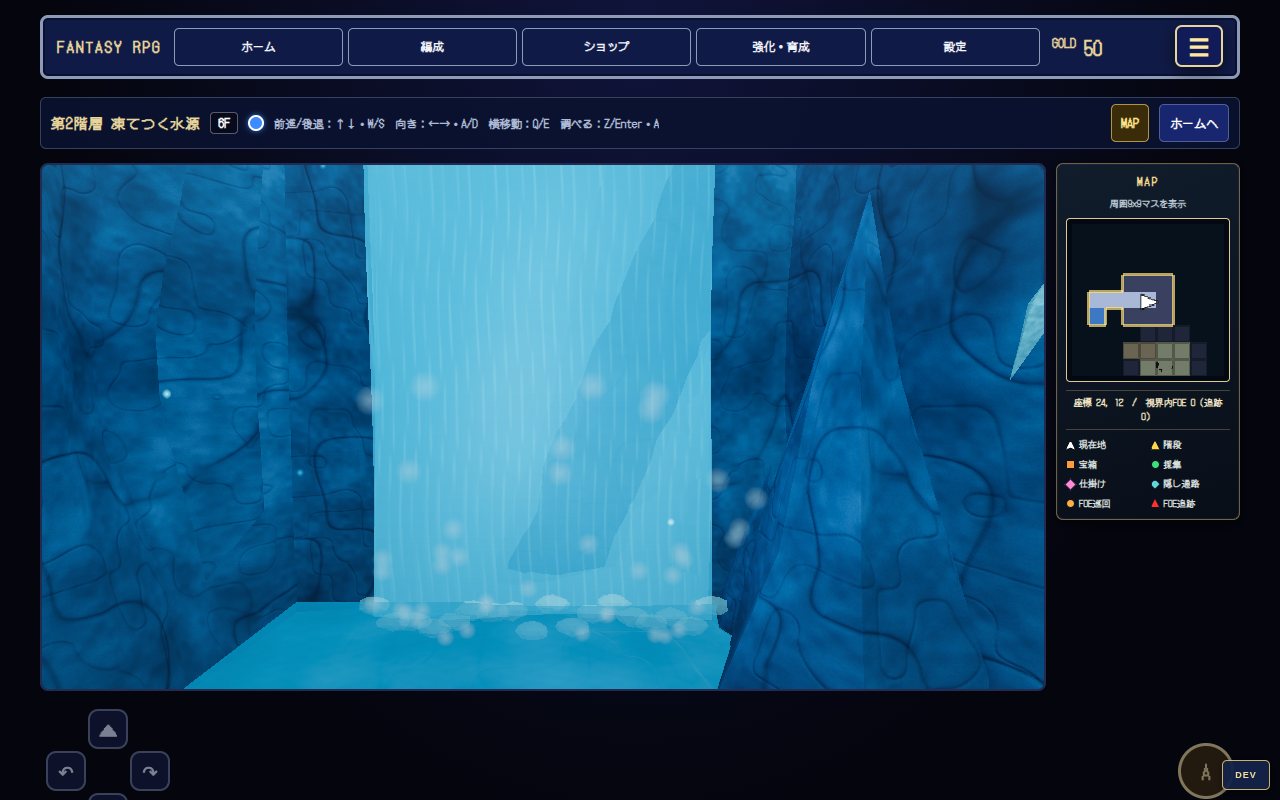 FANTASY RPG
ホーム
編成
ショップ
強化・育成
設定
GOLD 50
第2階層 凍てつく水源
6F
前進/後退：↑↓・W/S 向き：←→・A/D 横移動：Q/E 調べる：Z/Enter・A
MAP
ホームへ
MAP
周囲9x9マスを表示
座標 24, 12 / 視界内FOE 0（追跡
0）
現在地
階段
宝箱
採集
仕掛け
隠し通路
FOE巡回
FOE追跡
A
DEV